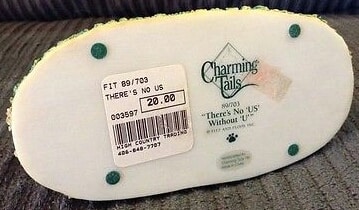 FIT 89/703
THERE'S NO US
003597
20.00
HIGH COUNTRY TRADING
406-646-7707
Charming
Tails
89/703
"There's No 'US'
Without 'U'"
© FITZ AND FLOYD, INC.